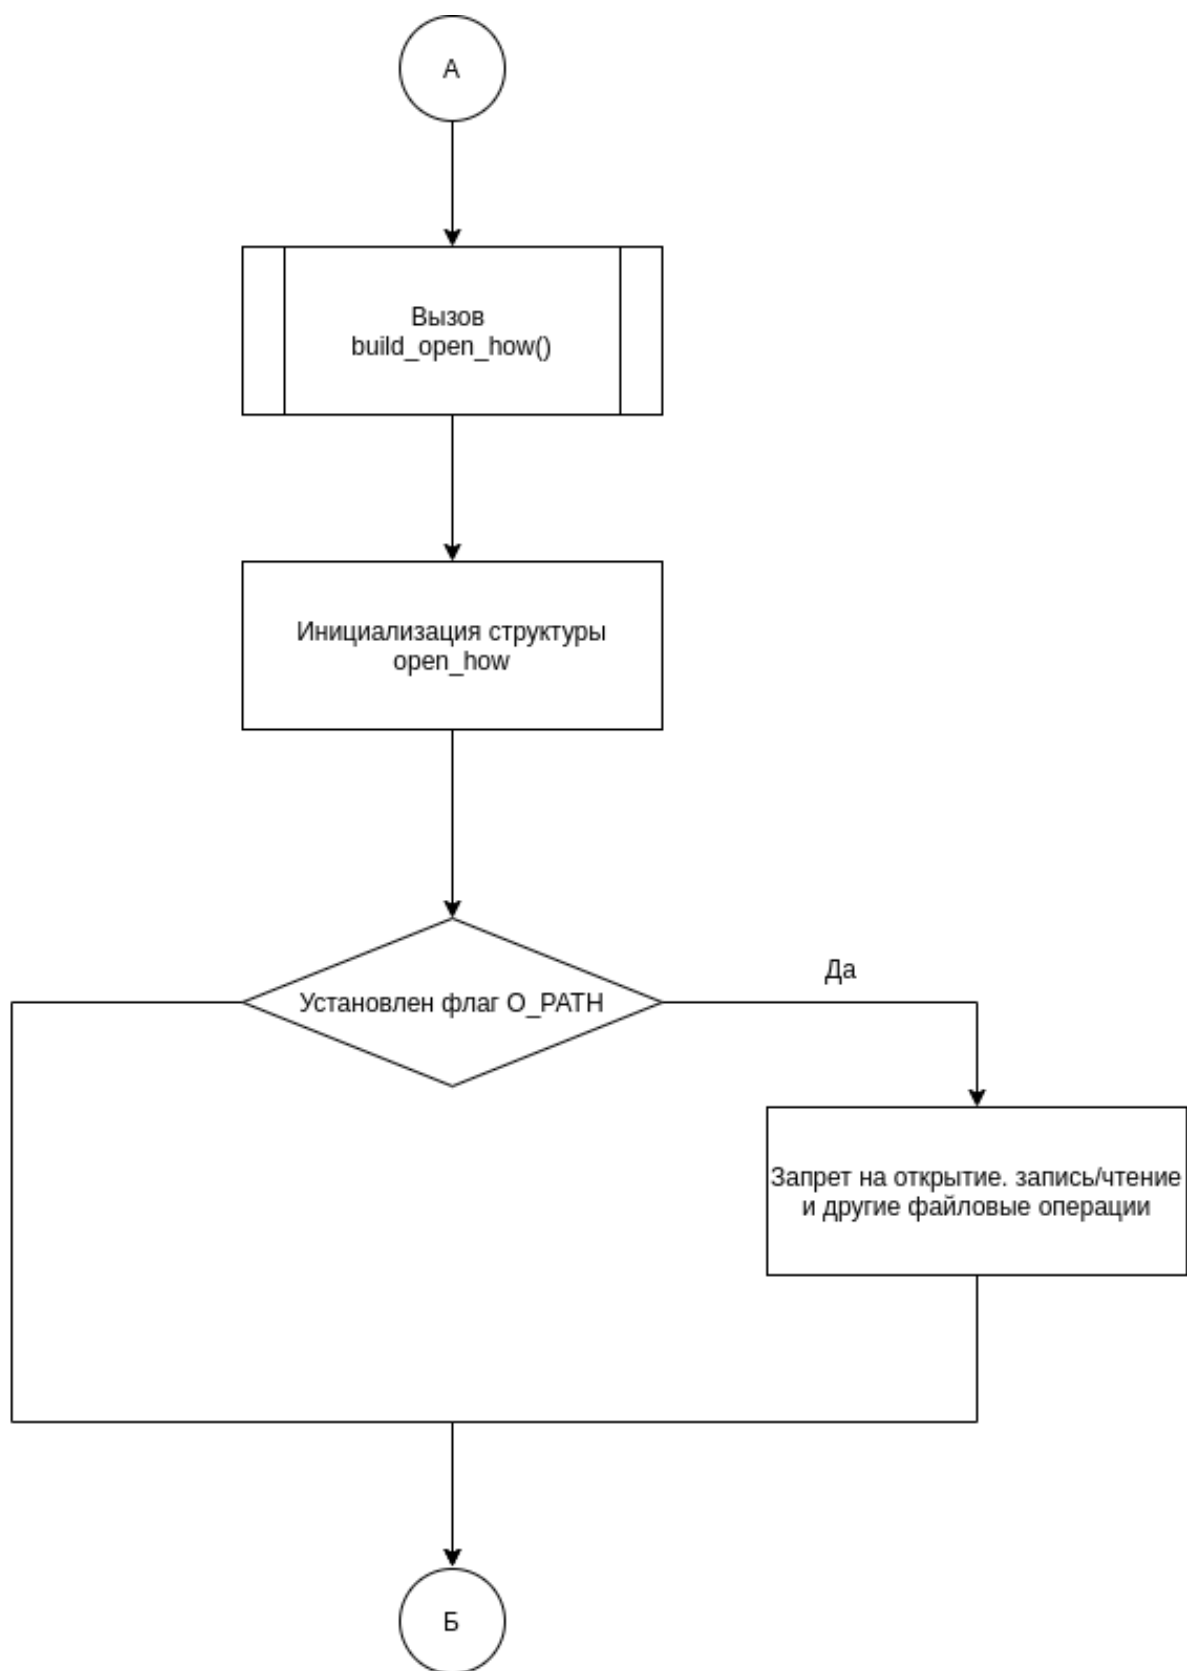 А
Вызов
build_open_how()
Инициализация структуры
open_how
Установлен флаг O_PATH
Да
Запрет на открытие. запись/чтение
и другие файловые операции
Б